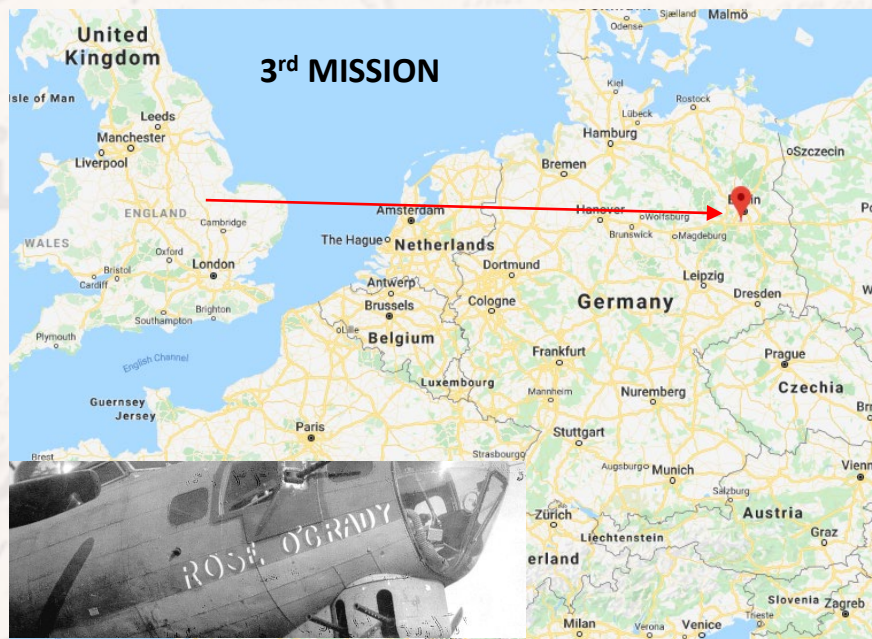 Sjælland
Malmö
Odense
United
Kingdom
3rd MISSION
Isle of Man
Leeds
Manchester
Liverpool
Kiel
Rostock
Lübeck
Hamburg
Szczecin
Bremen
ENGLAND
Cambridge
Amsterdam
Hanover
Wolfsburg
Brunswick
Magdeburg
WALES
Oxford
The Hague
Netherlands
London
Bristol
Cardiff
Southampton
Brighton
Plymouth
Antwerp
Brussels
Belgium
Lille
Dortmund
Cologne
Leipzig
Dresden
Germany
English Channel
Frankfurt
Prague
Czechia
Luxembourg
Guernsey
Jersey
Mannheim
Nuremberg
Paris
Stuttgart
Brest
Strasbourg
Augsburg
Munich
Vienn
Salzburg
Zürich
Austria
Liechtenstein
Graz
erland
Slovenia
Zagreb
Milan
Verona
Venice
Trieste
ROSE O'GRADY